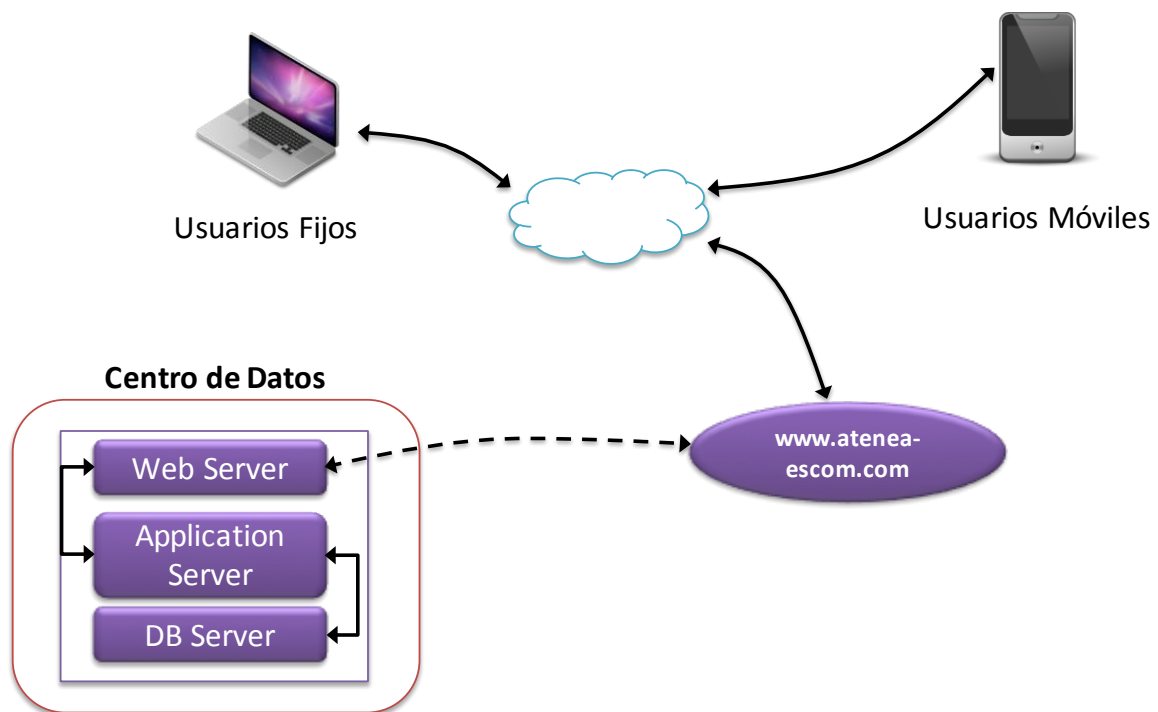 Usuarios Fijos
Usuarios Móviles
Centro de Datos
www.atenea-
escom.com
Web Server
Application
Server
DB Server